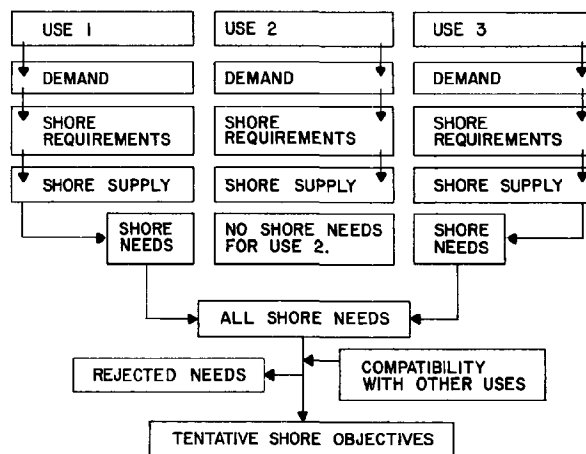 USE 1
USE 2
USE 3
DEMAND
DEMAND
DEMAND
SHORE
REQUIREMENTS
SHORE
REQUIREMENTS
SHORE
REQUIREMENTS
SHORE SUPPLY
SHORE SUPPLY
SHORE SUPPLY
SHORE
NEEDS
NO SHORE NEEDS
FOR USE 2.
SHORE
NEEDS
ALL SHORE NEEDS
REJECTED NEEDS
COMPATIBILITY
WITH OTHER USES
TENTATIVE SHORE OBJECTIVES